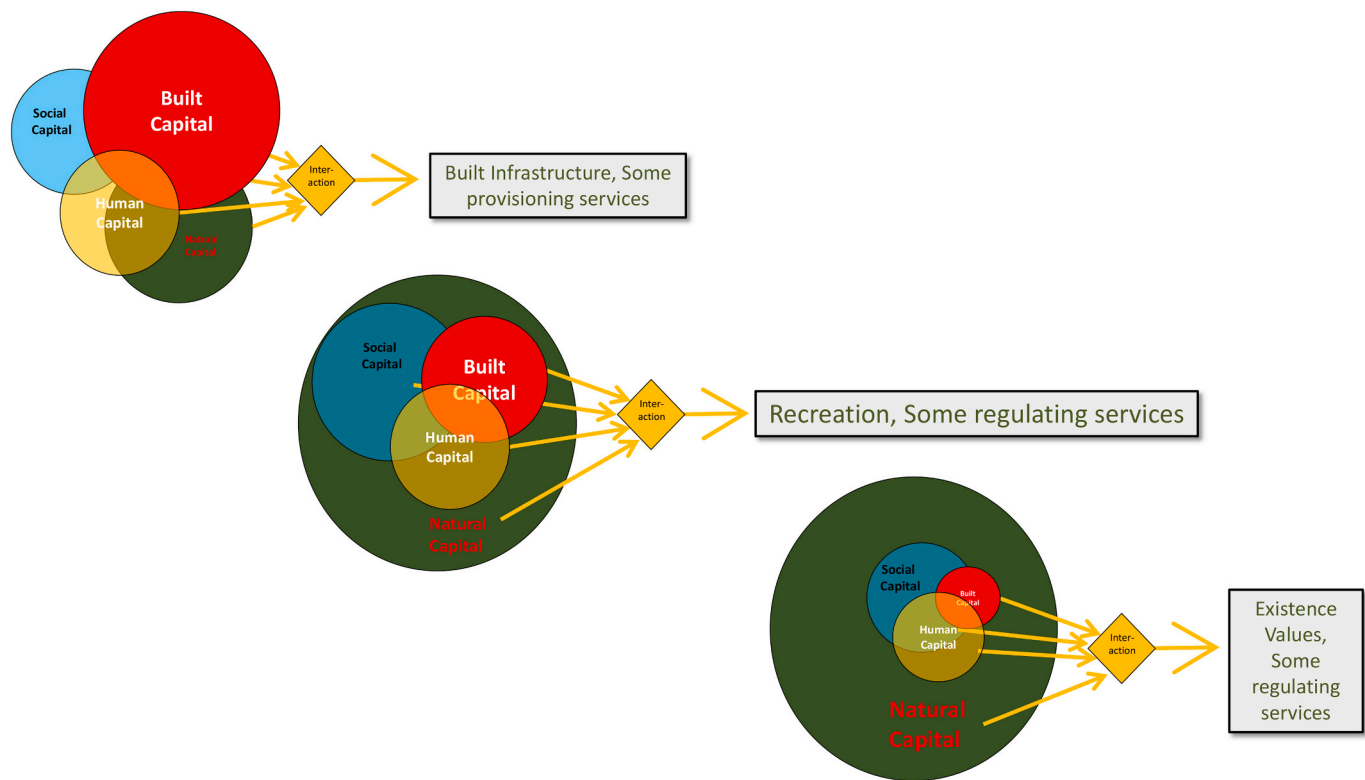 Built
Capital
Social
Capital
Human
Capital
Natural
Capital
Inter-
action
Built Infrastructure, Some
provisioning services
Social
Capital
Built
Capital
Human
Capital
Natural
Capital
Inter-
action
Recreation, Some regulating services
Social
Capital
Built
Capital
Human
Capital
Natural
Capital
Inter-
action
Existence
Values,
Some
regulating
services